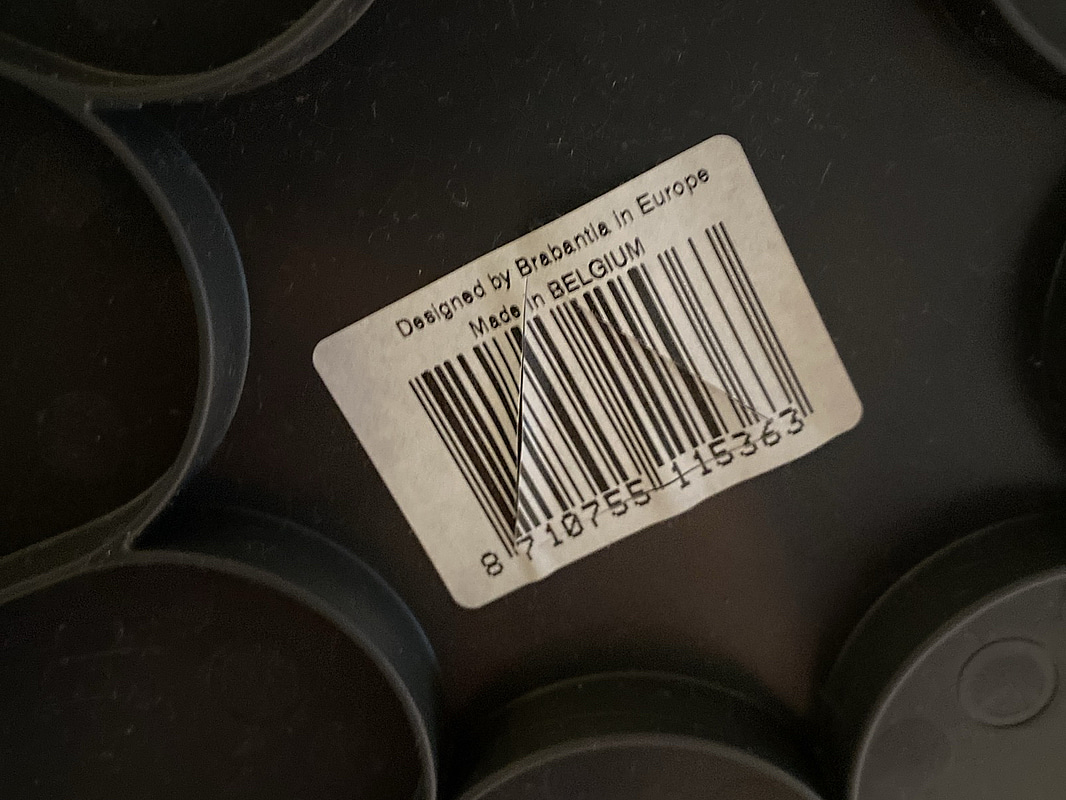 Designed by Brabantia in Europe
Made in BELGIUM
8 710755 115363